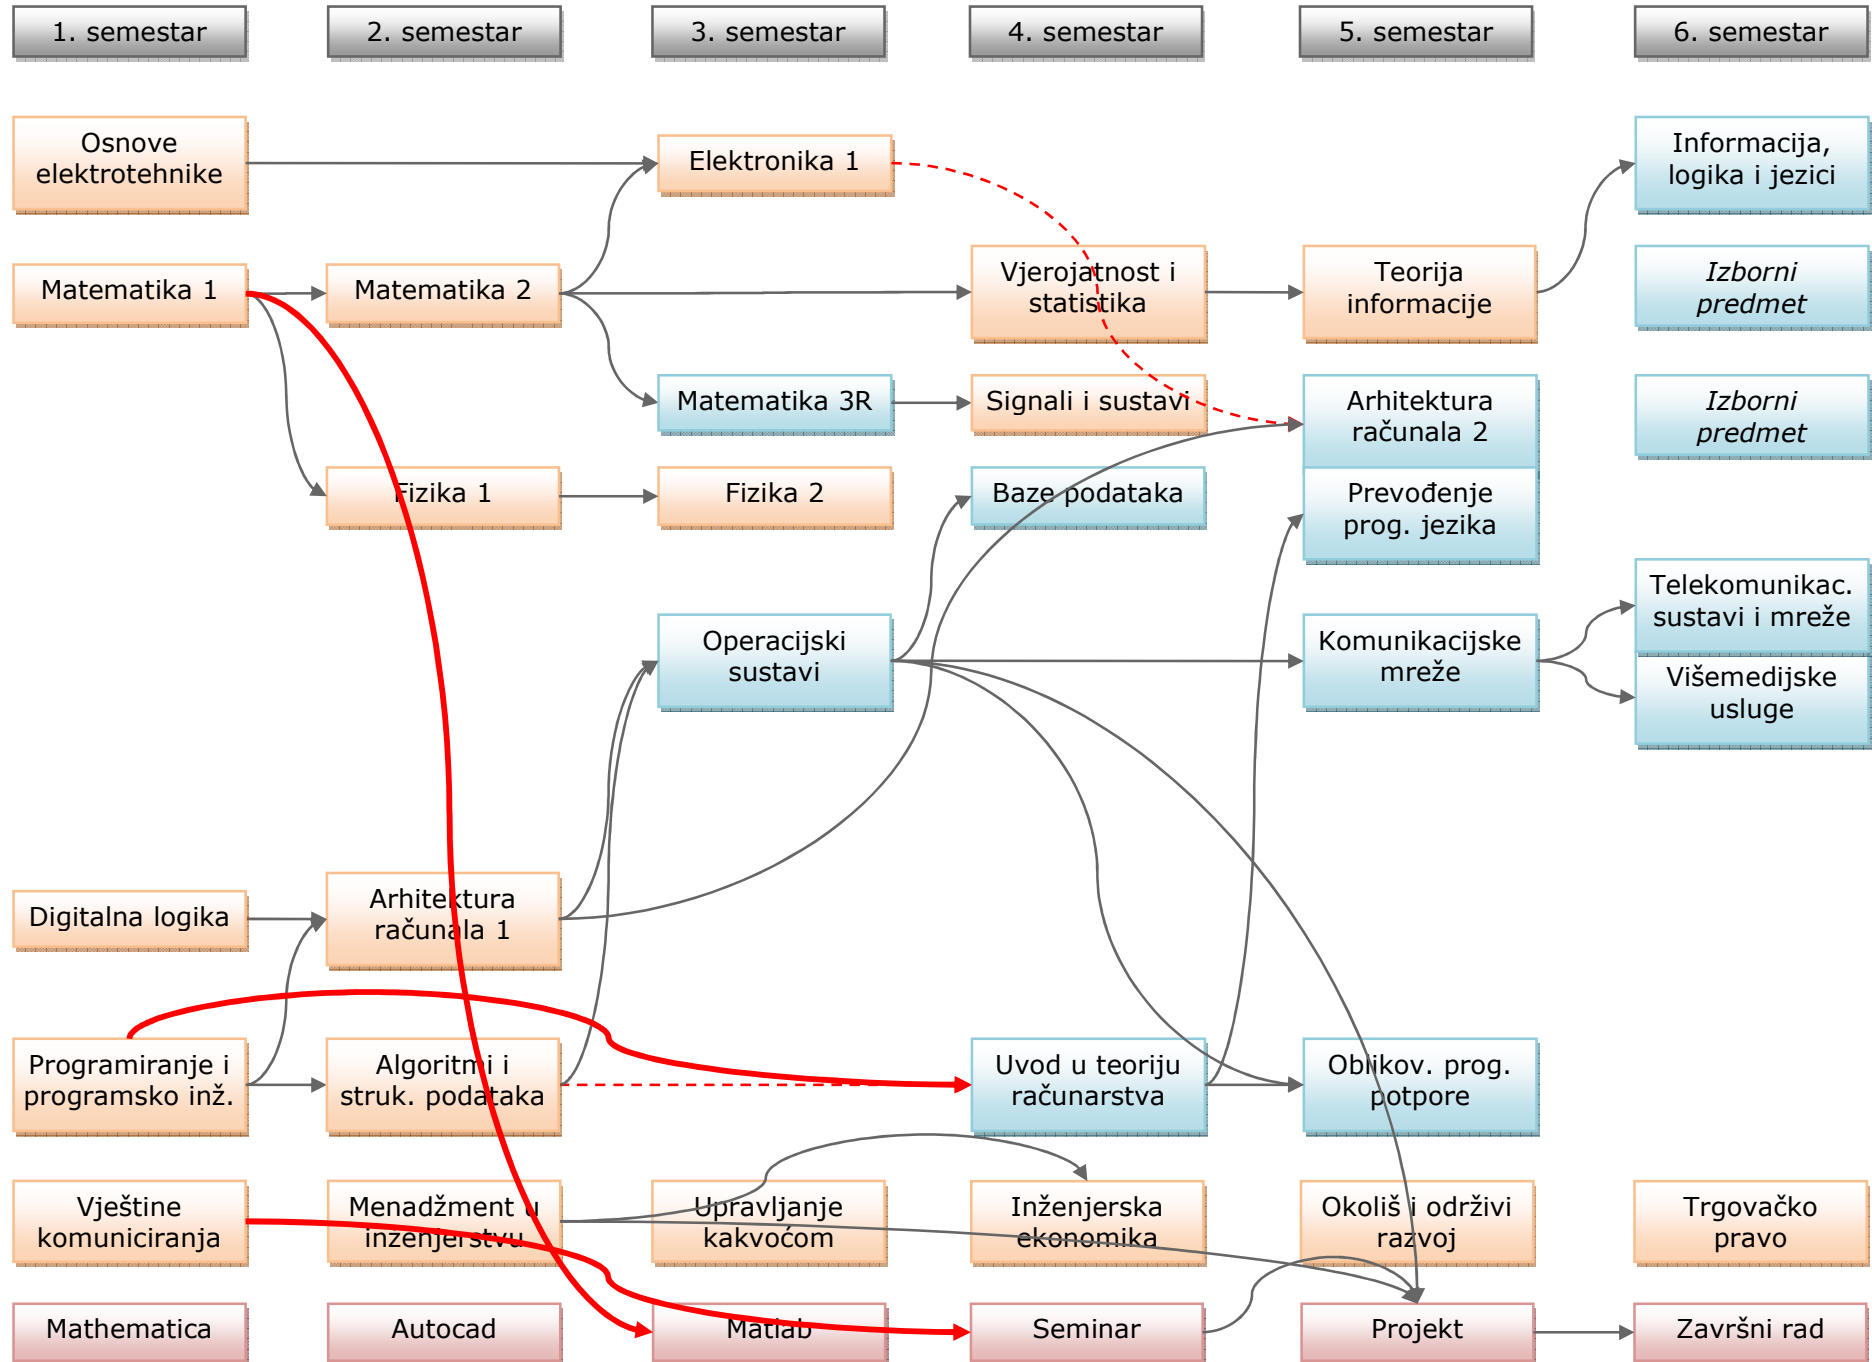 1. semestar
2. semestar
3. semestar
4. semestar
5. semestar
6. semestar
Osnove
elektrotehnike
Elektronika 1
Informacija,
logika i jezici
Matematika 1
Matematika 2
Vjerojatnost i
statistika
Teorija
informacije
Izborni
predmet
Matematika 3R
Signali i sustavi
Arhitektura
računala 2
Izborni
predmet
Fizika 1
Fizika 2
Baze podataka
Prevođenje
prog. jezika
Operacijski
sustavi
Komunikacijske
mreže
Telekomunikac.
sustavi i mreže
Višemedijske
usluge
Digitalna logika
Arhitektura
računala 1
Programiranje i
programsko inž.
Algoritmi i
struk. podataka
Uvod u teoriju
računarstva
Oblikov. prog.
potpore
Vještine
komuniciranja
Menadžment u
inženjerstvu
Upravljanje
kakvoćom
Inženjerska
ekonomika
Okoliš i održivi
razvoj
Trgovačko
pravo
Mathematica
Autocad
Matlab
Seminar
Projekt
Završni rad